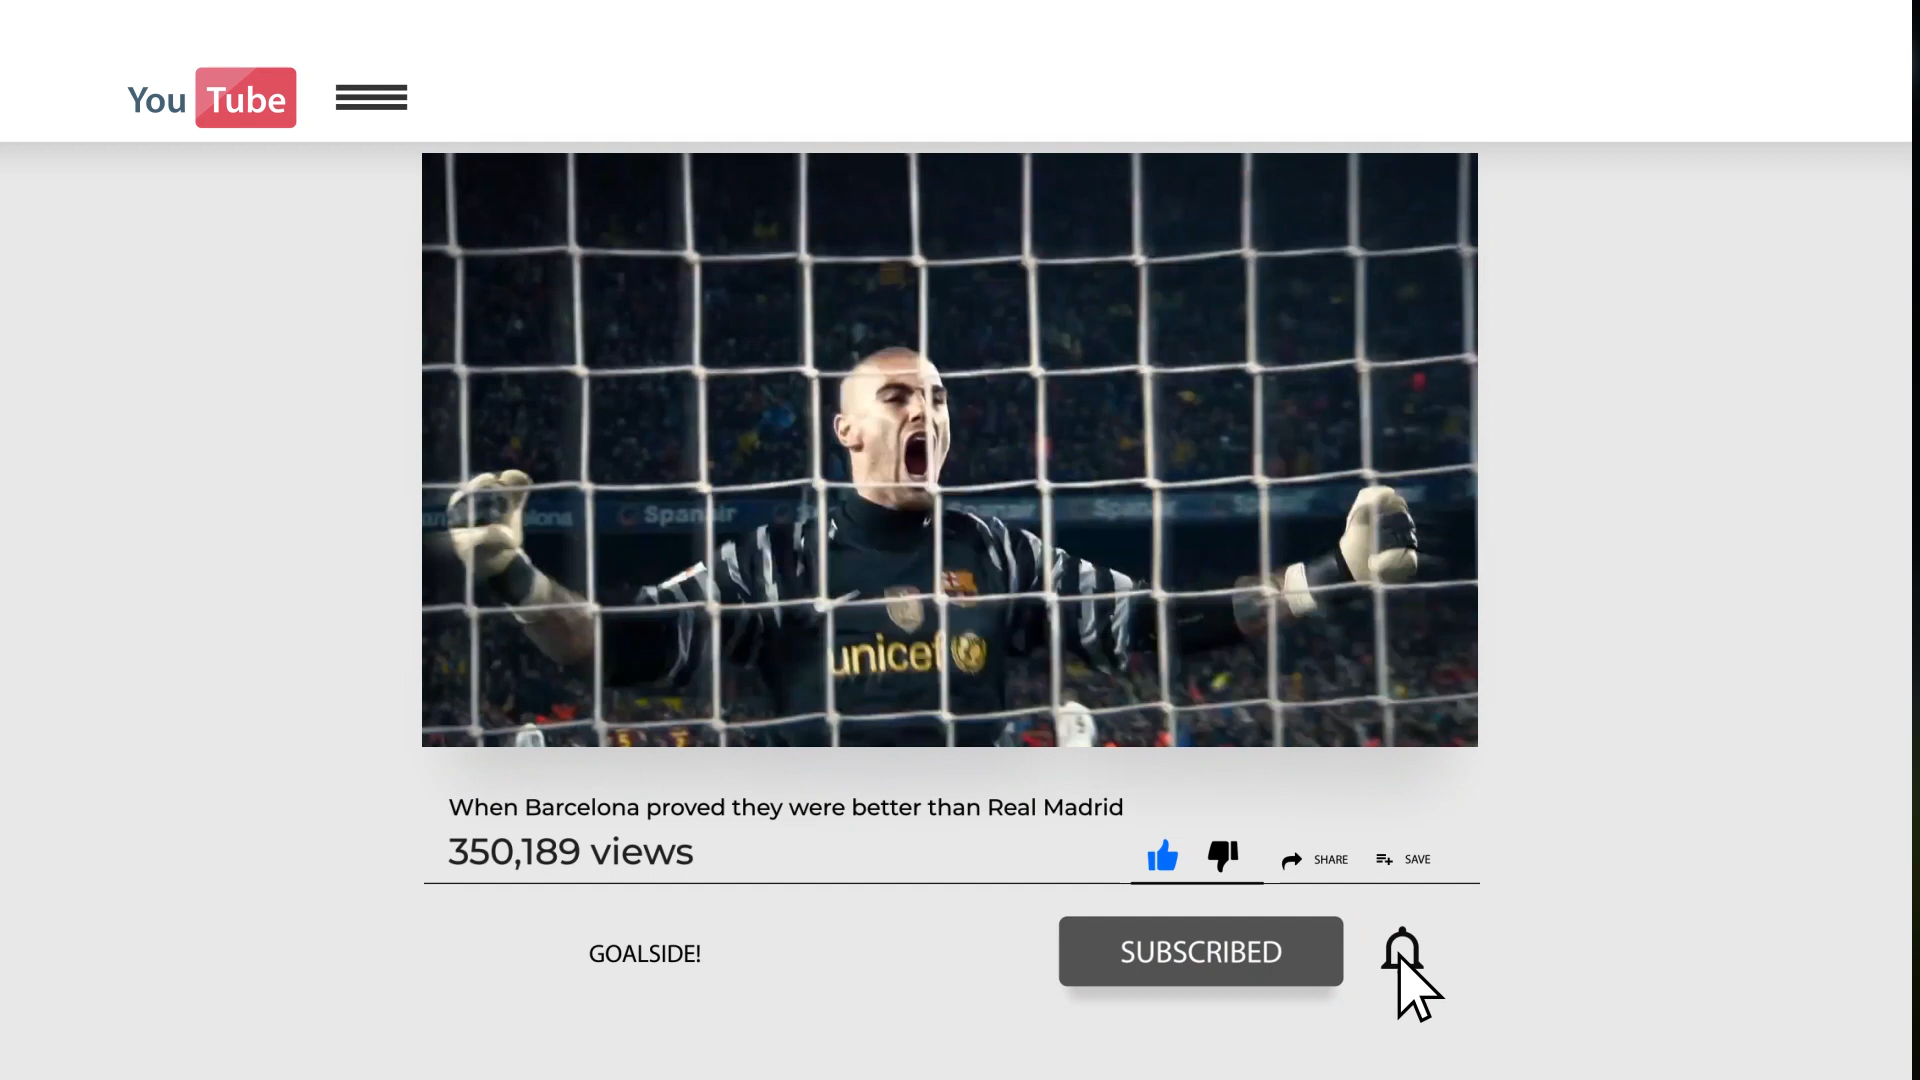 You Tube
Spanair
Spanair
unicef
When Barcelona proved they were better than Real Madrid
350,189 views
SHARE
SAVE
GOALSIDE!
SUBSCRIBED